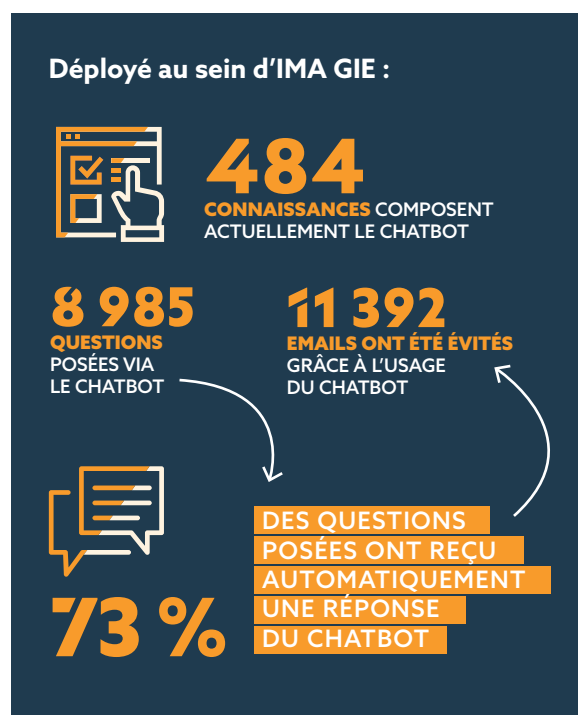 Déployé au sein d'IMA GIE :
484
CONNAISSANCES COMPOSENT
ACTUELLEMENT LE CHATBOT
8 985
QUESTIONS
POSÉES VIA
LE CHATBOT
11 392
EMAILS ONT ÉTÉ ÉVITÉS
GRÂCE À L'USAGE
DU CHATBOT
73 %
DES QUESTIONS
POSÉES ONT REÇU
AUTOMATIQUEMENT
UNE RÉPONSE
DU CHATBOT